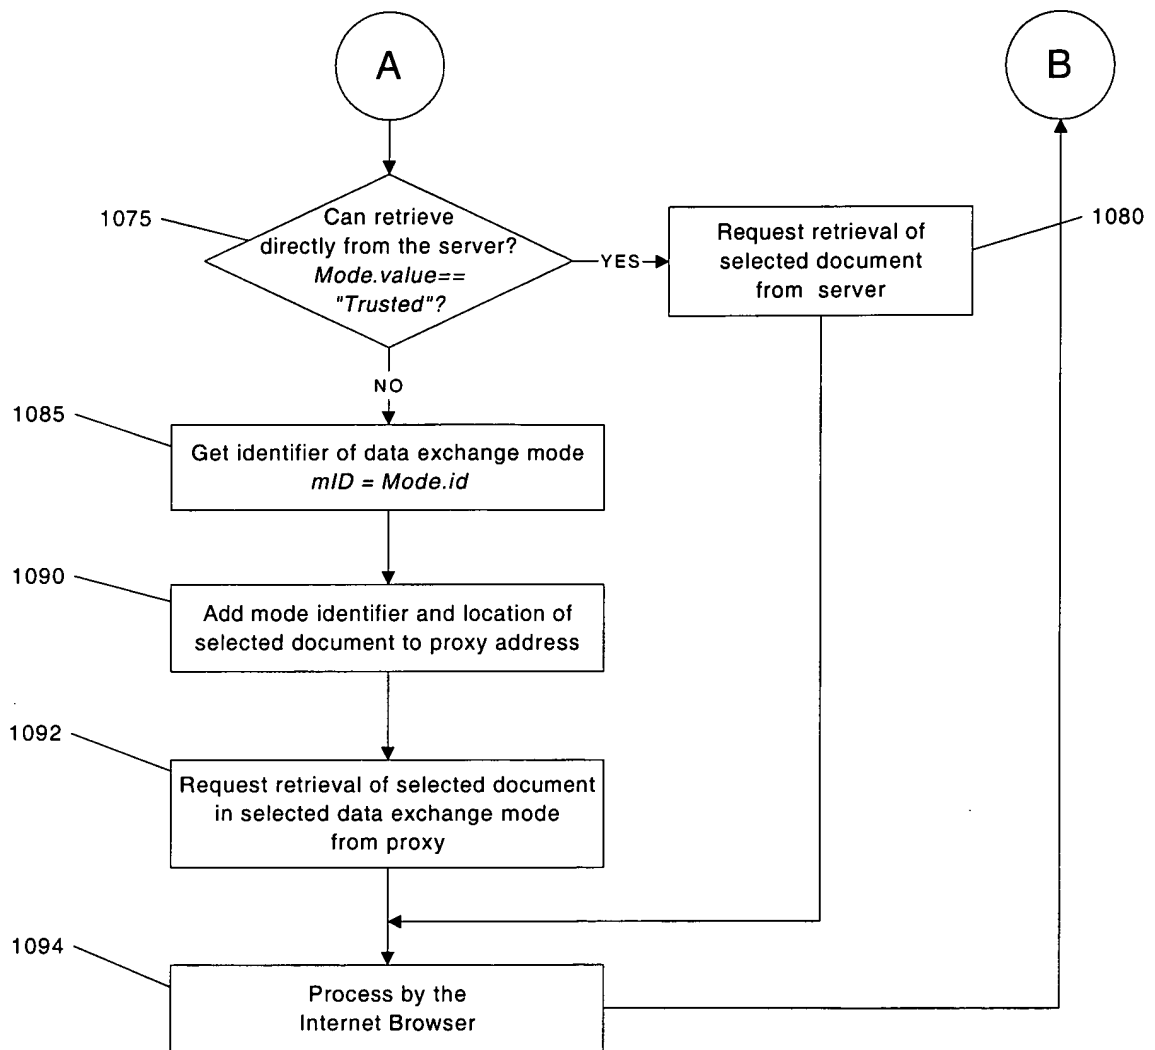 A
B
1075
Can retrieve
directly from the server?
Mode.value==
"Trusted"?
YES
Request retrieval of
selected document
from server
1080
NO
1085
Get identifier of data exchange mode
mID = Mode.id
1090
Add mode identifier and location of
selected document to proxy address
1092
Request retrieval of selected document
in selected data exchange mode
from proxy
1094
Process by the
Internet Browser